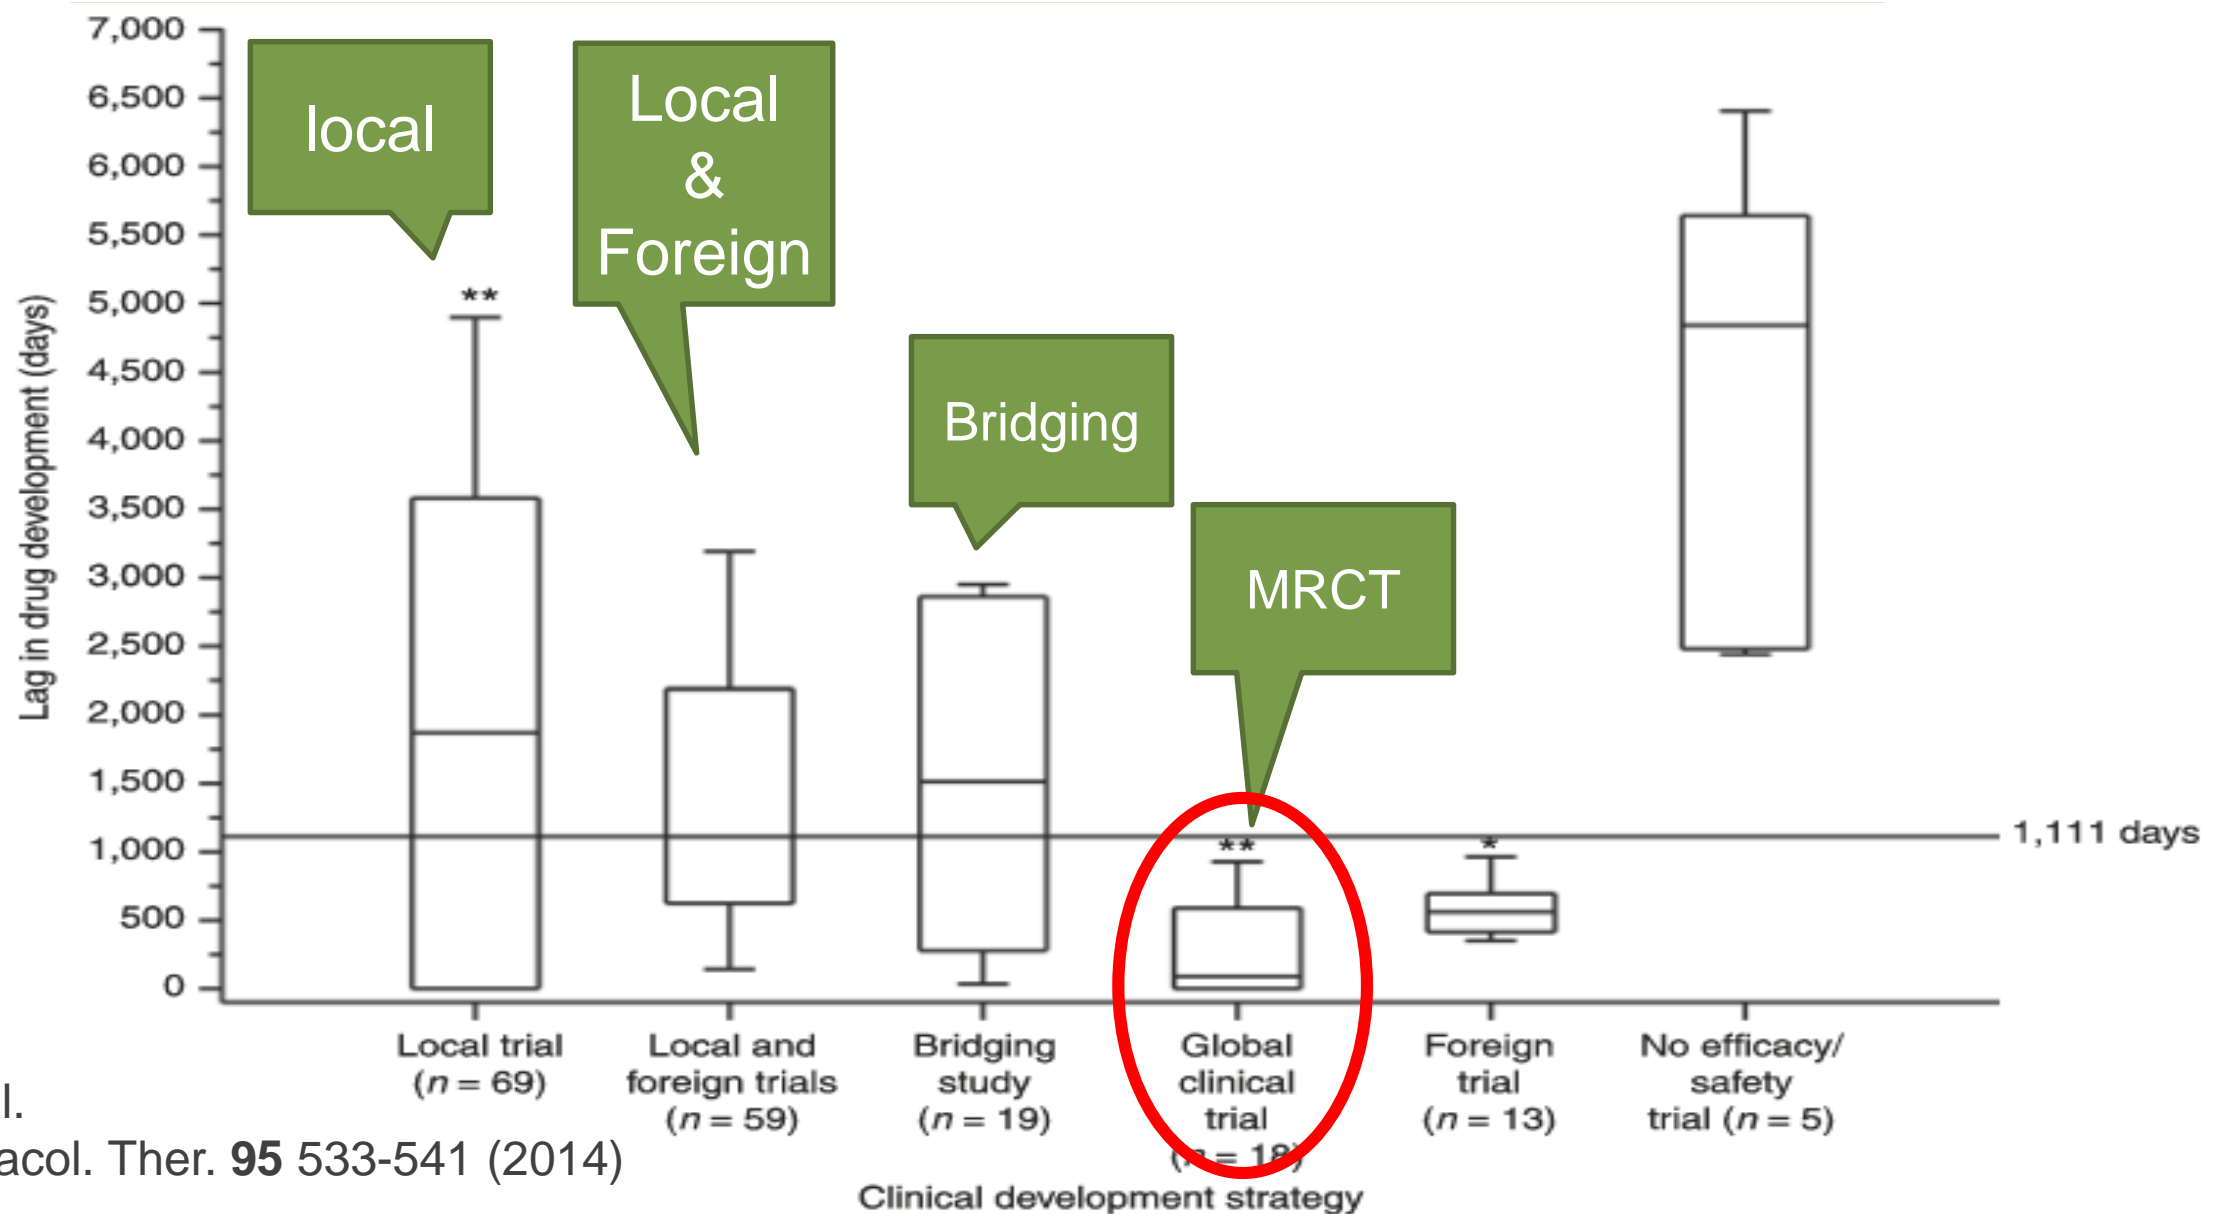 7,000
6,500
6,000
5,500
5,000
4,500
4,000
3,500
3,000
2,500
2,000
1,500
1,000
500
0
Lag in drug development (days)
local
Local
&
Foreign
Bridging
MRCT
**
**
*
1,111 days
Local trial
(n = 69)
Local and
foreign trials
(n = 59)
Bridging
study
(n = 19)
Global
clinical
trial
(n = 18)
Foreign
trial
(n = 13)
No efficacy/
safety
trial (n = 5)
Clinical development strategy
l.
acol. Ther. 95 533-541 (2014)